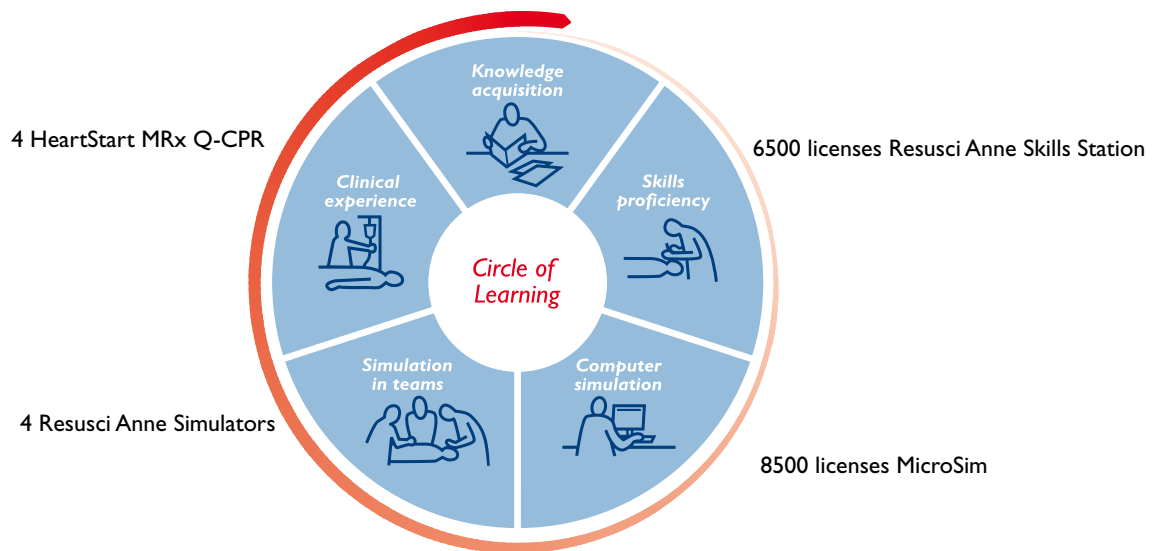 Knowledge
acquisition
4 HeartStart MRx Q-CPR
6500 licenses Resusci Anne Skills Station
Clinical
experience
Skills
proficiency
Circle of
Learning
Simulation
in teams
Computer
simulation
4 Resusci Anne Simulators
8500 licenses MicroSim